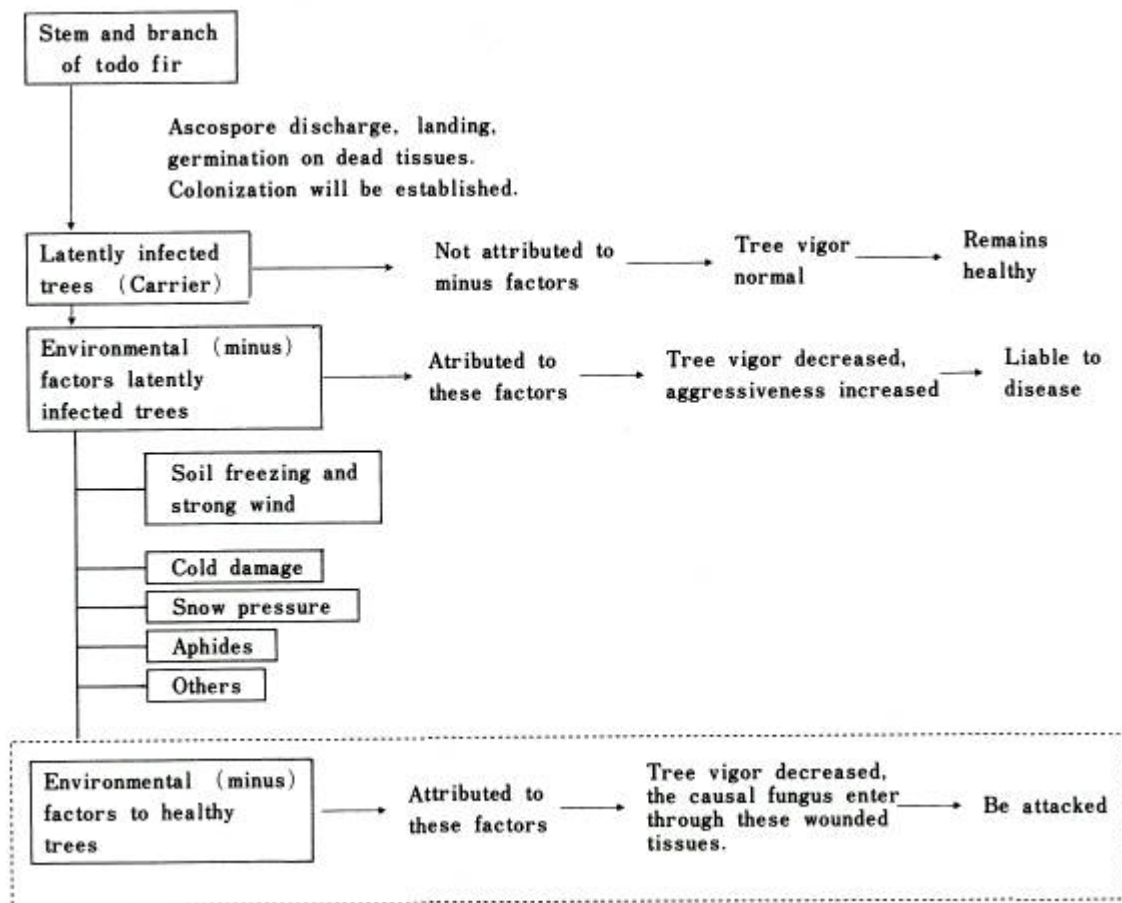 Stem and branch
of todo fir
Ascospore discharge, landing,
germination on dead tissues.
Colonization will be established.
Latently infected
trees (Carrier)
Not attributed to
minus factors
Tree vigor
normal
Remains
healthy
Environmental (minus)
factors latently
infected trees
Atributed to
these factors
Tree vigor decreased,
aggressiveness increased
Liable to
disease
Soil freezing and
strong wind
Cold damage
Snow pressure
Aphides
Others
Environmental (minus)
factors to healthy
trees
Attributed to
these factors
Tree vigor decreased,
the causal fungus enter
through these wounded
tissues.
Be attacked